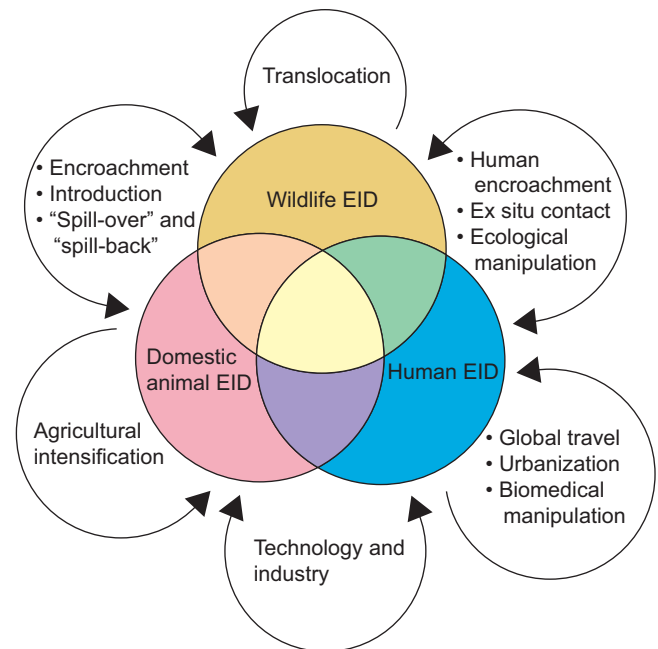 Translocation
• Encroachment
• Introduction
• “Spill-over” and
“spill-back”
Wildlife EID
• Human
encroachment
• Ex situ contact
• Ecological
manipulation
Domestic
animal EID
Human EID
Agricultural
intensification
• Global travel
• Urbanization
• Biomedical
manipulation
Technology and
industry